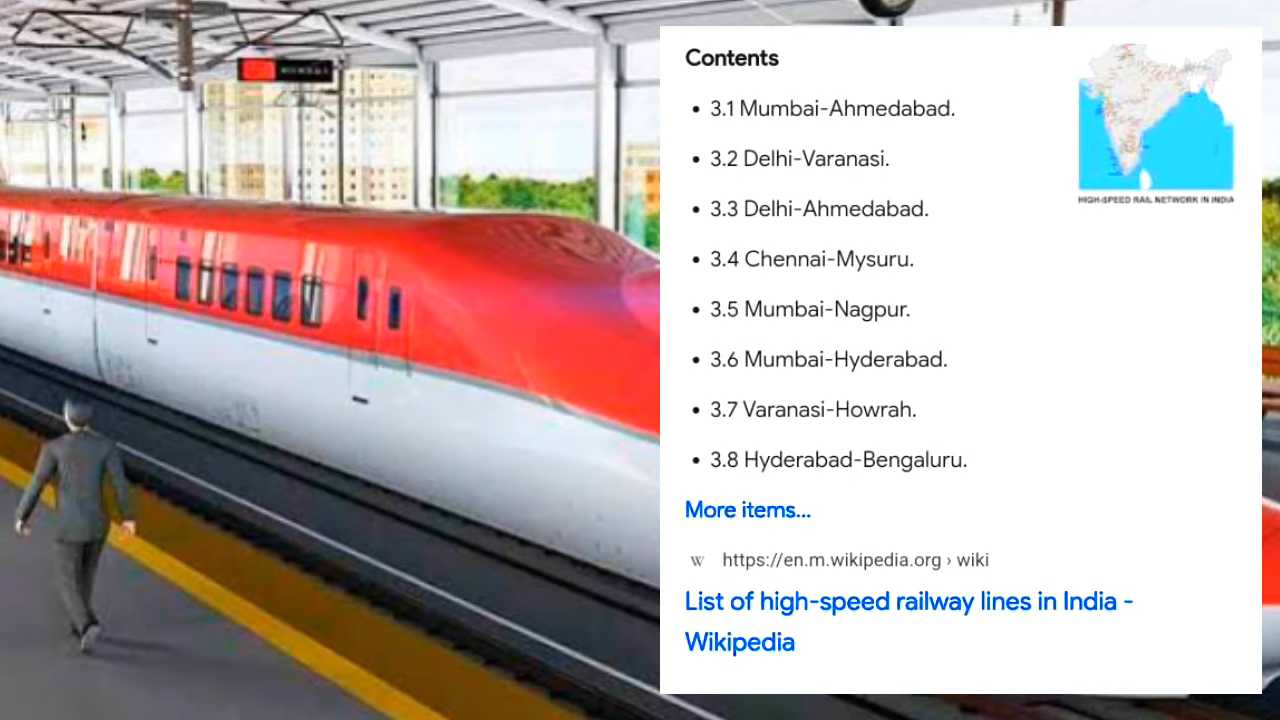 Contents
• 3.1 Mumbai-Ahmedabad.
• 3.2 Delhi-Varanasi.
• 3.3 Delhi-Ahmedabad.
• 3.4 Chennai-Mysuru.
• 3.5 Mumbai-Nagpur.
• 3.6 Mumbai-Hyderabad.
• 3.7 Varanasi-Howrah.
• 3.8 Hyderabad-Bengaluru.
More items...
W https://en.m.wikipedia.org › wiki
List of high-speed railway lines in India -
Wikipedia
HIGH-SPEED RAIL NETWORK IN INDIA